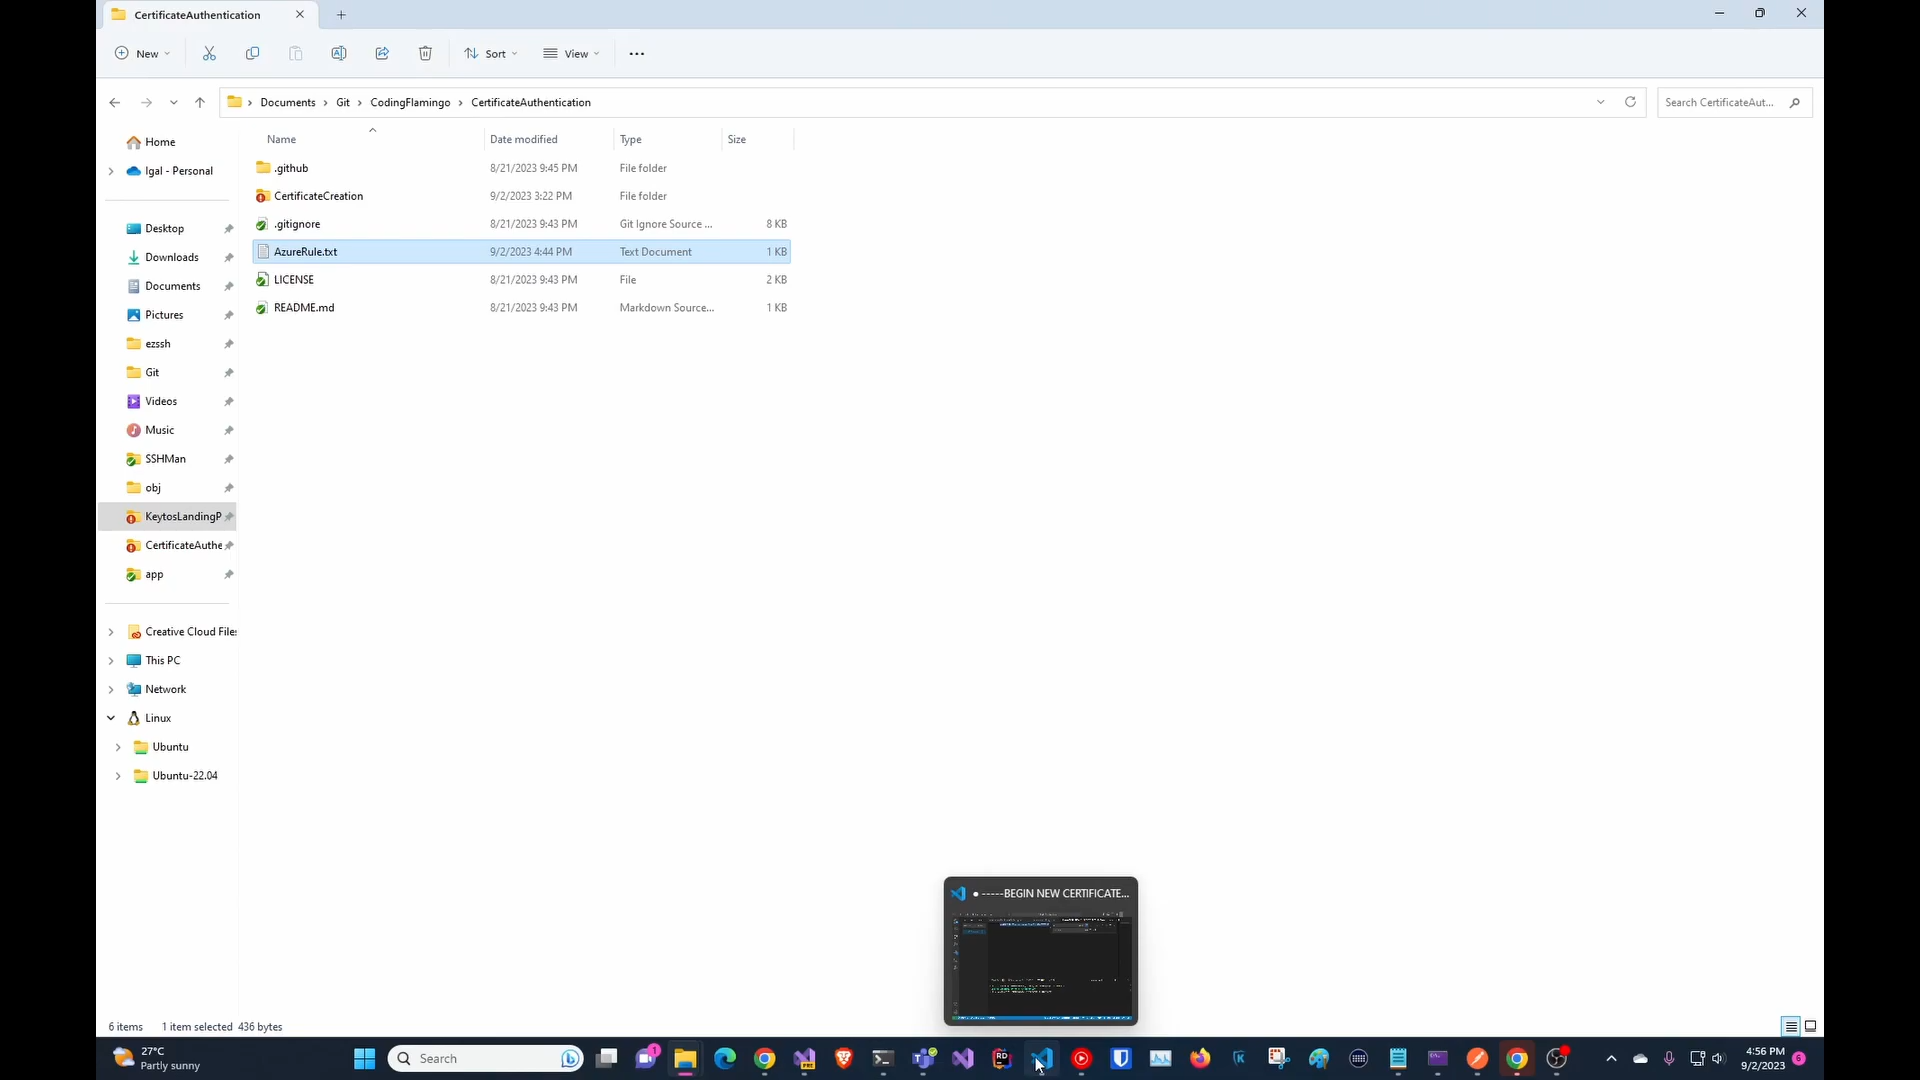 CertificateAuthentication
New
Sort
View
Documents > Git > CodingFlamingo > CertificateAuthentication
Search CertificateAut...
Name Date modified Type Size
.github 8/21/2023 9:45 PM File folder
CertificateCreation 9/2/2023 3:22 PM File folder
.gitignore 8/21/2023 9:43 PM Git Ignore Source ... 8 KB
AzureRule.txt 9/2/2023 4:44 PM Text Document 1 KB
LICENSE 8/21/2023 9:43 PM File 2 KB
README.md 8/21/2023 9:43 PM Markdown Source... 1 KB
Home
Igal - Personal
Desktop
Downloads
Documents
Pictures
ezssh
Git
Videos
Music
SSHMan
obj
KeytosLandingP
CertificateAuthe
app
Creative Cloud Files
This PC
Network
Linux
Ubuntu
Ubuntu-22.04
● -----BEGIN NEW CERTIFICATE...
6 items 1 item selected 436 bytes
27°C
Partly sunny
Search
PRE
1
RD
K
4:56 PM
9/2/2023
6